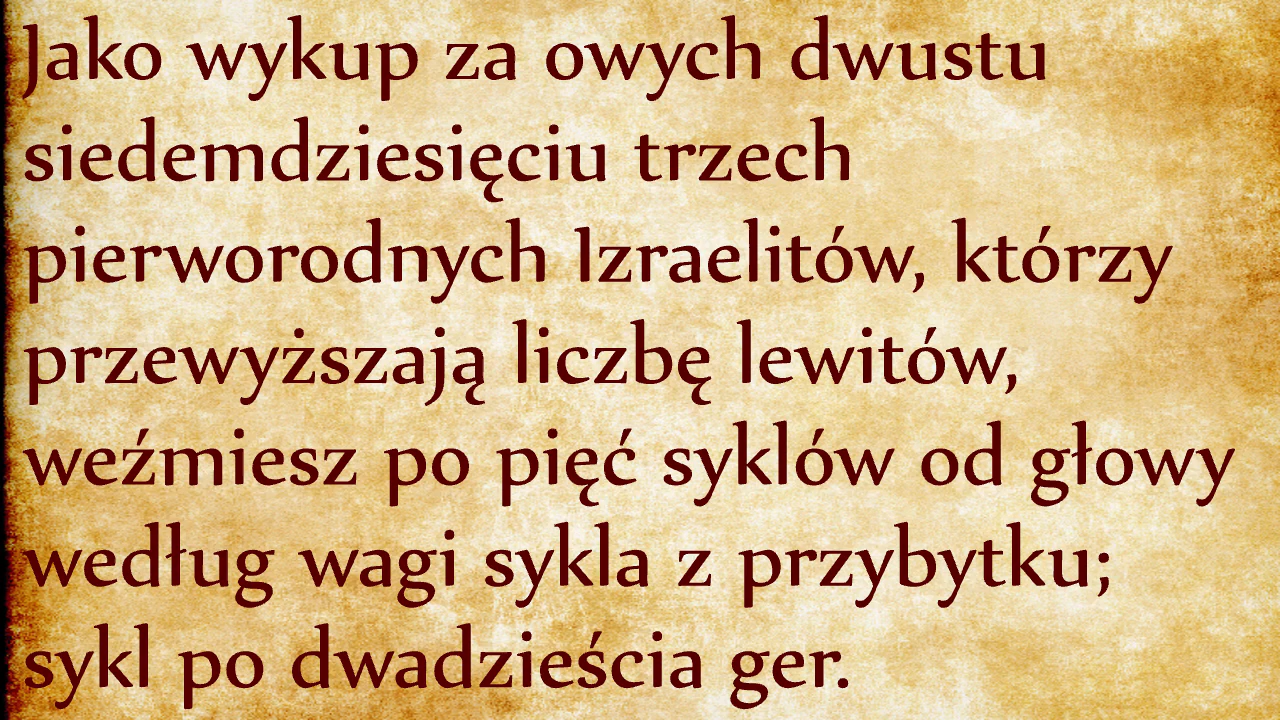 Jako wykup za owych dwustu
siedemdziesięciu trzech
pierworodnych Izraelitów, którzy
przewyższają liczbę lewitów,
weźmiesz po pięć syklów od głowy
według wagi sykla z przybytku;
sykl po dwadzieścia ger.